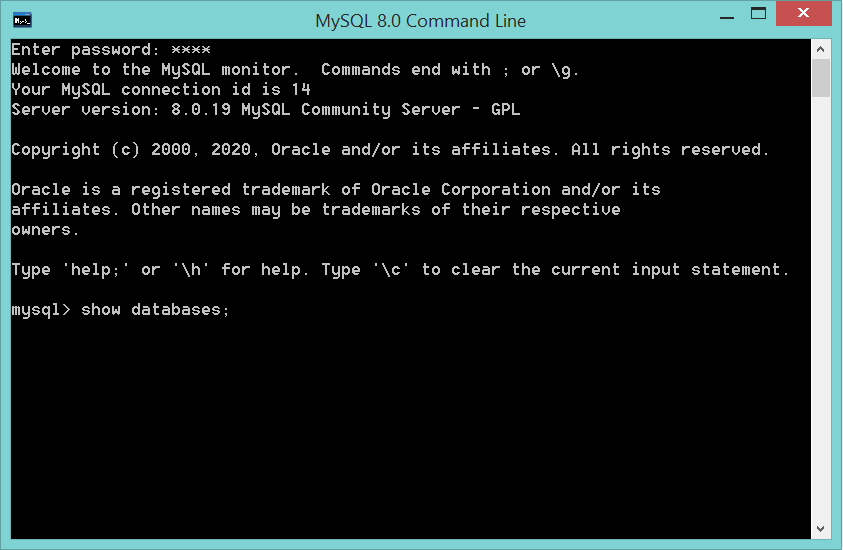 MySQL 8.0 Command Line
Enter password: ****
Welcome to the MySQL monitor.  Commands end with ; or \g.
Your MySQL connection id is 14
Server version: 8.0.19 MySQL Community Server - GPL
Copyright (c) 2000, 2020, Oracle and/or its affiliates. All rights reserved.
Oracle is a registered trademark of Oracle Corporation and/or its
affiliates. Other names may be trademarks of their respective
owners.
Type 'help;' or '\h' for help. Type '\c' to clear the current input statement.
mysql> show databases;